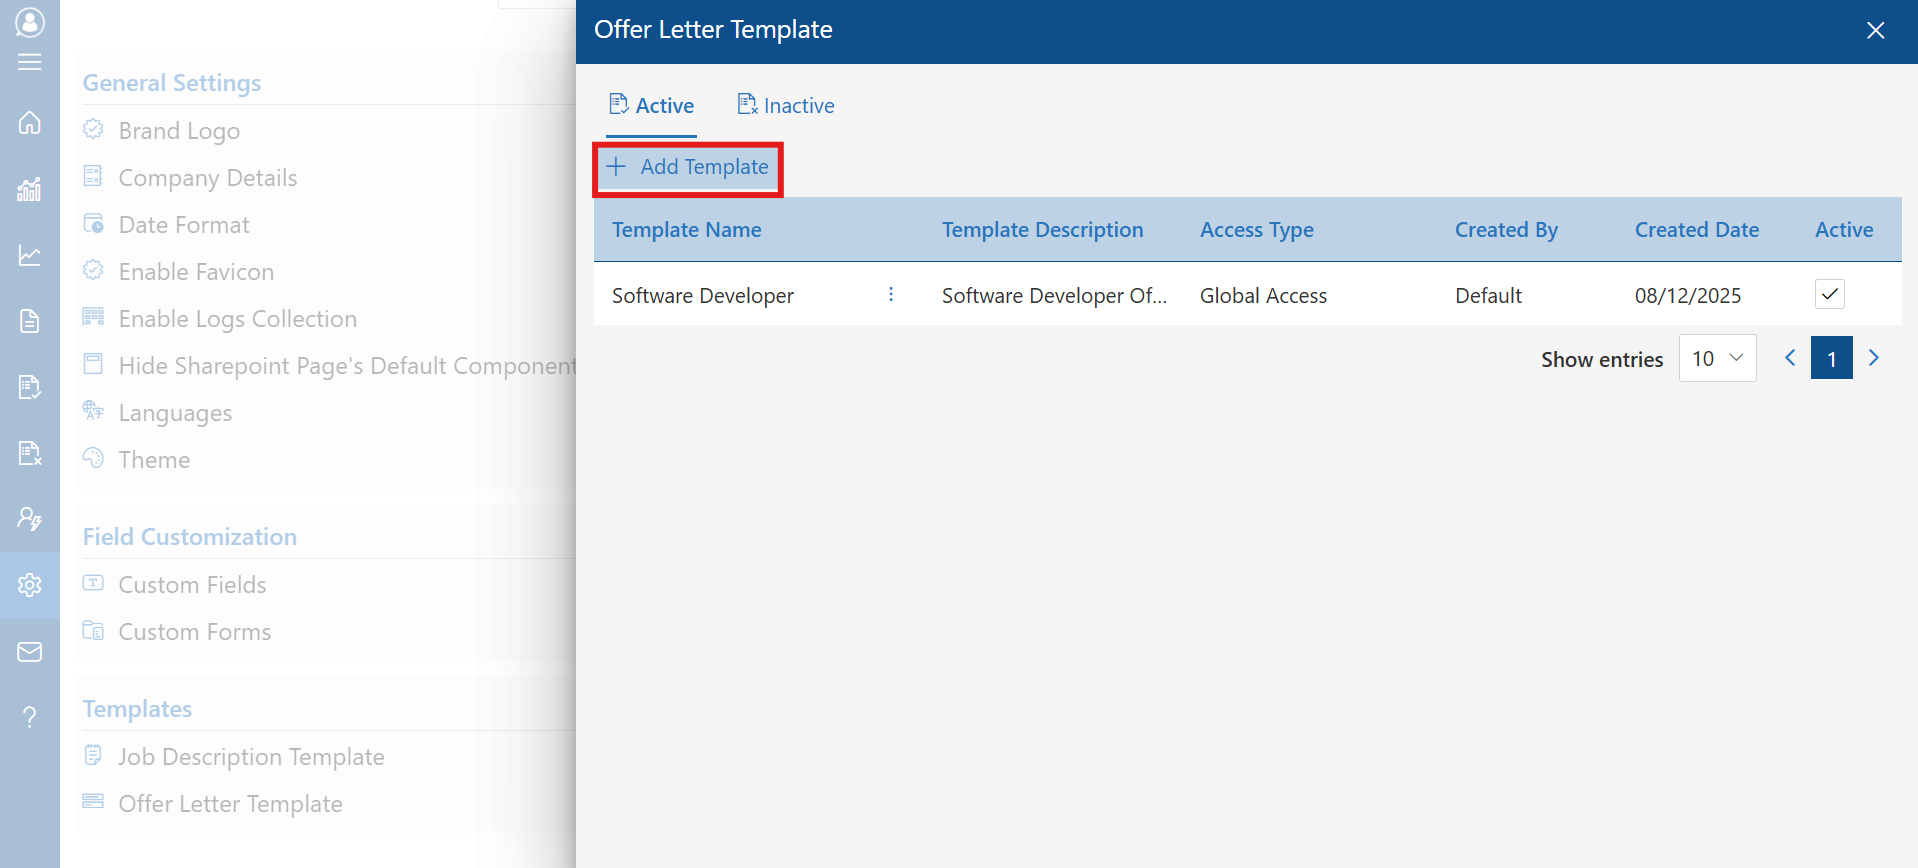 General Settings
Brand Logo
Company Details
Date Format
Enable Favicon
Enable Logs Collection
Hide Sharepoint Page's Default Component
Languages
Theme
Field Customization
Custom Fields
Custom Forms
Templates
Job Description Template
Offer Letter Template
Offer Letter Template
Active Inactive
Add Template
Template Name Template Description Access Type Created By Created Date Active
Software Developer Software Developer Of... Global Access Default 08/12/2025
Show entries 10 1